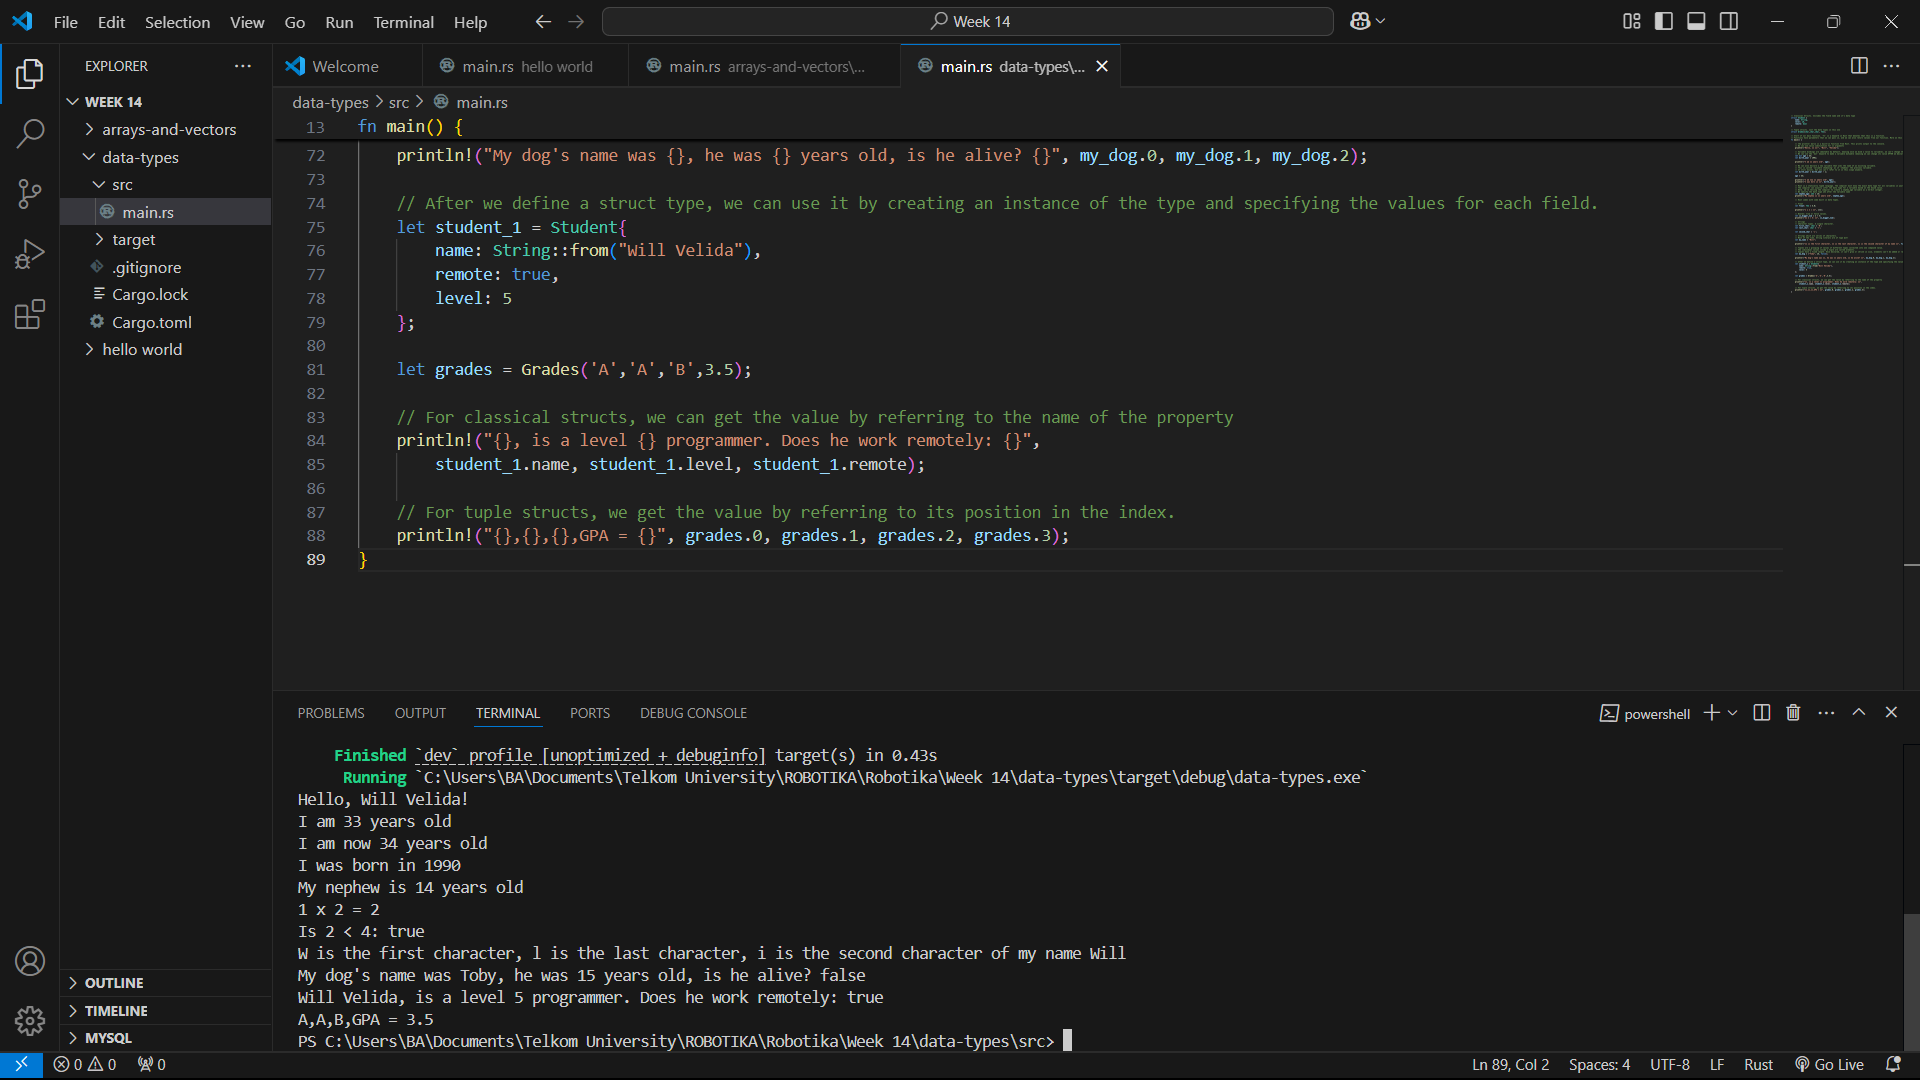 File Edit Selection View Go Run Terminal Help
Week 14
EXPLORER
WEEK 14
arrays-and-vectors
data-types
src
main.rs
target
.gitignore
Cargo.lock
Cargo.toml
hello world
OUTLINE
TIMELINE
MYSQL
Welcome
main.rs hello world
main.rs arrays-and-vectors\...
main.rs data-types\...
data-types > src > main.rs
13 fn main() {
72 println!("My dog's name was {}, he was {} years old, is he alive? {}", my_dog.0, my_dog.1, my_dog.2);
73
74 // After we define a struct type, we can use it by creating an instance of the type and specifying the values for each field.
75 let student_1 = Student{
76 name: String::from("Will Velida"),
77 remote: true,
78 level: 5
79 };
80
81 let grades = Grades('A','A','B',3.5);
82
83 // For classical structs, we can get the value by referring to the name of the property
84 println!("{}, is a level {} programmer. Does he work remotely: {}",
85 student_1.name, student_1.level, student_1.remote);
86
87 // For tuple structs, we get the value by referring to its position in the index.
88 println!("{},{},{},GPA = {}", grades.0, grades.1, grades.2, grades.3);
89 }
PROBLEMS OUTPUT TERMINAL PORTS DEBUG CONSOLE
powershell
Finished `dev` profile [unoptimized + debuginfo] target(s) in 0.43s
Running `C:\Users\BA\Documents\Telkom University\ROBOTIKA\Robotika\Week 14\data-types\target\debug\data-types.exe`
Hello, Will Velida!
I am 33 years old
I am now 34 years old
I was born in 1990
My nephew is 14 years old
1 x 2 = 2
Is 2 < 4: true
W is the first character, l is the last character, i is the second character of my name Will
My dog's name was Toby, he was 15 years old, is he alive? false
Will Velida, is a level 5 programmer. Does he work remotely: true
A,A,B,GPA = 3.5
PS C:\Users\BA\Documents\Telkom University\ROBOTIKA\Robotika\Week 14\data-types\src>
0 0 0
Ln 89, Col 2 Spaces: 4 UTF-8 LF Rust Go Live